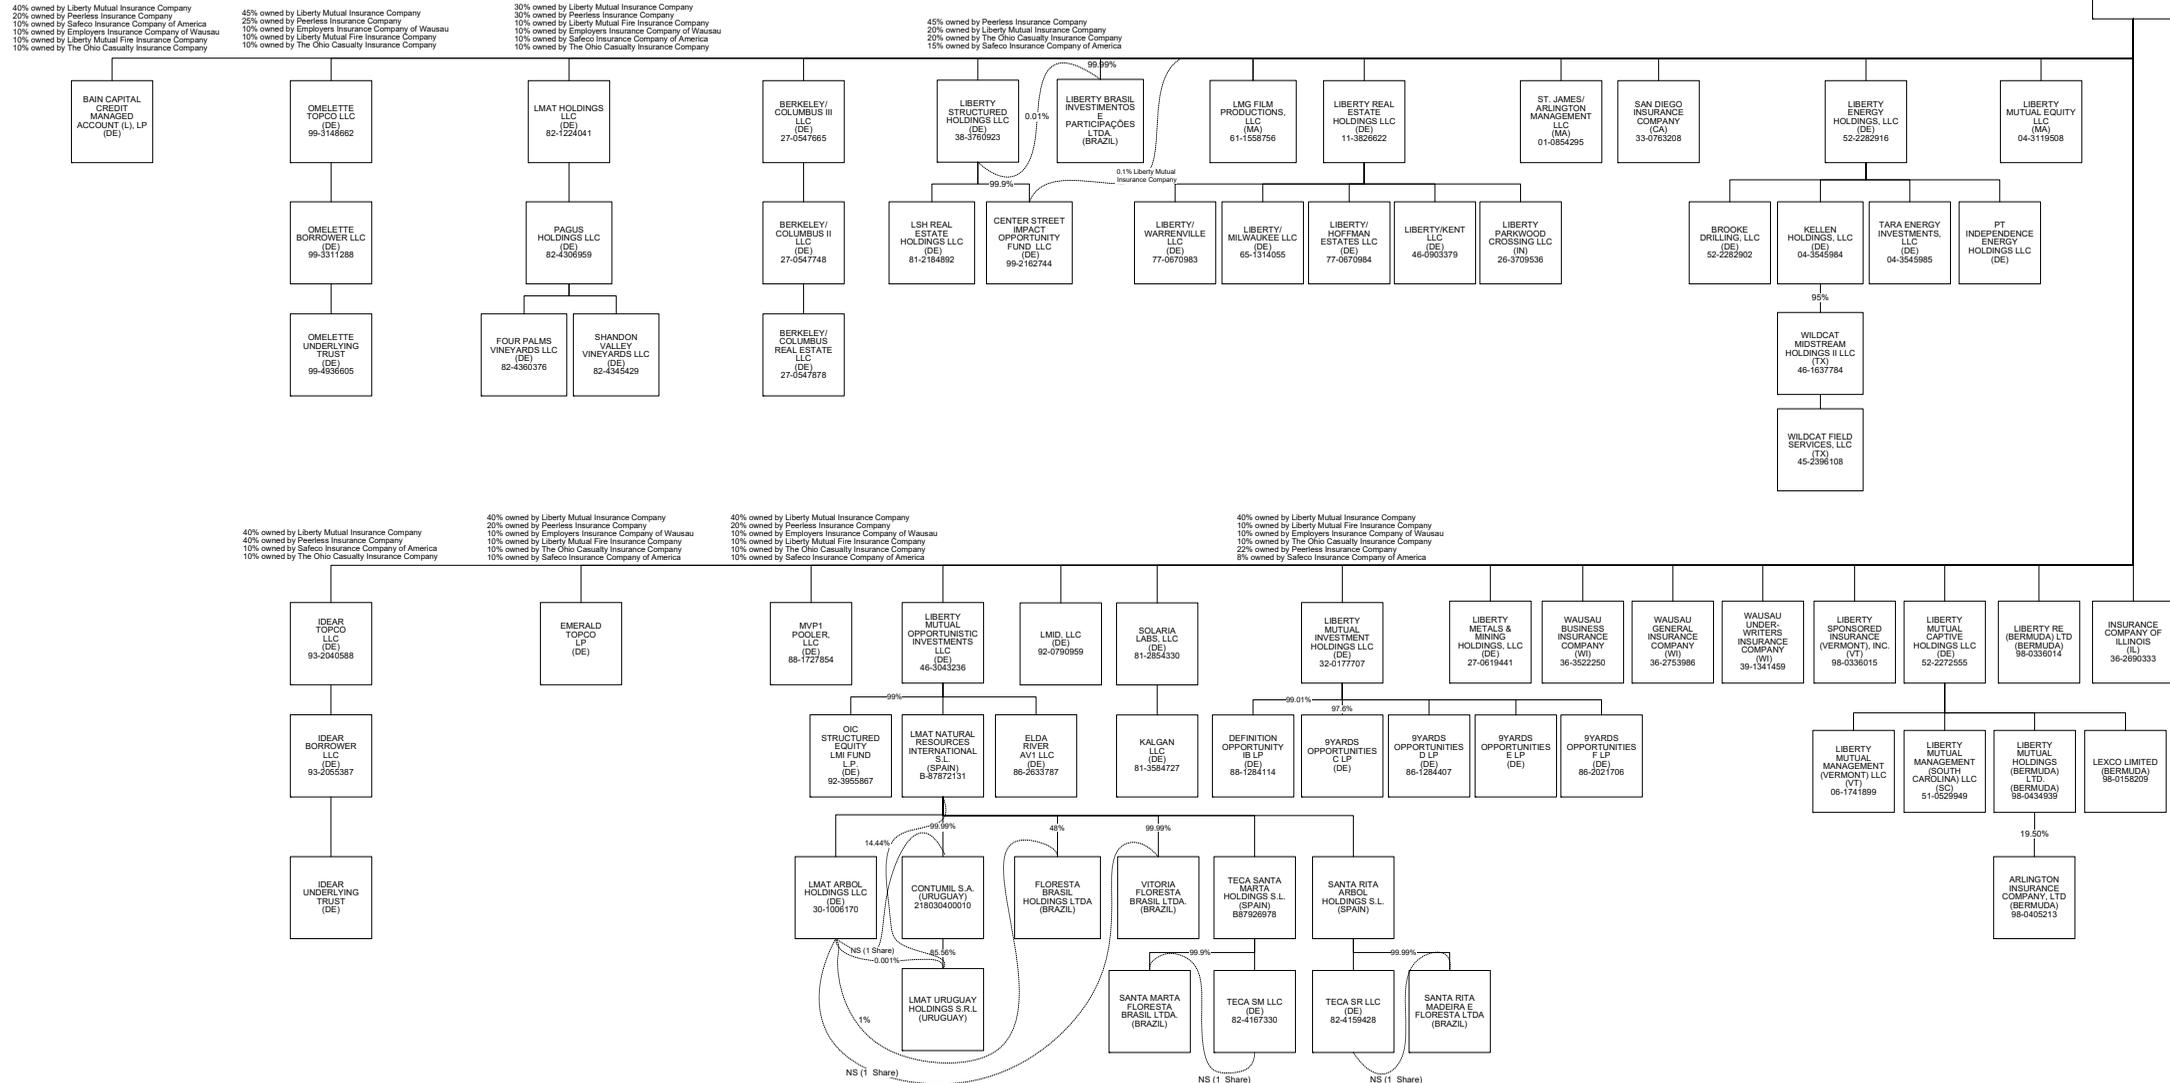 40% owned by Liberty Mutual Insurance Company
20% owned by Peerless Insurance Company
10% owned by Safeco Insurance Company of America
10% owned by Employers Insurance Company of Wausau
10% owned by Liberty Mutual Fire Insurance Company
10% owned by The Ohio Casualty Insurance Company
45% owned by Liberty Mutual Insurance Company
25% owned by Peerless Insurance Company
10% owned by Employers Insurance Company of Wausau
10% owned by Liberty Mutual Fire Insurance Company
10% owned by The Ohio Casualty Insurance Company
30% owned by Liberty Mutual Insurance Company
30% owned by Peerless Insurance Company
10% owned by Liberty Mutual Fire Insurance Company
10% owned by Employers Insurance Company of Wausau
10% owned by Safeco Insurance Company of America
10% owned by The Ohio Casualty Insurance Company
45% owned by Peerless Insurance Company
20% owned by Liberty Mutual Insurance Company
20% owned by The Ohio Casualty Insurance Company
15% owned by Safeco Insurance Company of America
BAIN CAPITAL
CREDIT
MANAGED
ACCOUNT (L), LP
(DE)
OMELETTE
TOPCO LLC
(DE)
99-3148662
LMAT HOLDINGS
LLC
(DE)
82-1224041
BERKELEY/
COLUMBUS III
LLC
(DE)
27-0547665
LIBERTY
STRUCTURED
HOLDINGS LLC
(DE)
38-3760923
0.01%
99.99%
LIBERTY BRASIL
INVESTIMENTOS
E
PARTICIPAÇÕES
LTDA.
(BRAZIL)
LMG FILM
PRODUCTIONS,
LLC
(MA)
61-1558756
LIBERTY REAL
ESTATE
HOLDINGS LLC
(DE)
11-3826622
ST. JAMES/
ARLINGTON
MANAGEMENT
LLC
(MA)
01-0854295
SAN DIEGO
INSURANCE
COMPANY
(CA)
33-0763208
LIBERTY
ENERGY
HOLDINGS, LLC
(DE)
52-2282916
LIBERTY
MUTUAL EQUITY
LLC
(MA)
04-3119508
99.9%
0.1% Liberty Mutual
Insurance Company
OMELETTE
BORROWER LLC
(DE)
99-3311288
PAGUS
HOLDINGS LLC
(DE)
82-4306959
BERKELEY/
COLUMBUS II
LLC
(DE)
27-0547748
LSH REAL
ESTATE
HOLDINGS LLC
(DE)
81-2184892
CENTER STREET
IMPACT
OPPORTUNITY
FUND LLC
(DE)
99-2162744
LIBERTY/
WARRENVILLE
LLC
(DE)
77-0670983
LIBERTY/
MILWAUKEE LLC
(DE)
65-1314055
LIBERTY/
HOFFMAN
ESTATES LLC
(DE)
77-0670984
LIBERTY/KENT
LLC
(DE)
46-0903379
LIBERTY
PARKWOOD
CROSSING LLC
(IN)
26-3709536
BROOKE
DRILLING, LLC
(DE)
52-2282902
KELLEN
HOLDINGS, LLC
(DE)
04-3545984
TARA ENERGY
INVESTMENTS,
LLC
(DE)
04-3545985
PT
INDEPENDENCE
ENERGY
HOLDINGS LLC
(DE)
95%
OMELETTE
UNDERLYING
TRUST
(DE)
99-4936605
FOUR PALMS
VINEYARDS LLC
(DE)
82-4360376
SHANDON
VALLEY
VINEYARDS LLC
(DE)
82-4345429
BERKELEY/
COLUMBUS
REAL ESTATE
LLC
(DE)
27-0547878
WILDCAT
MIDSTREAM
HOLDINGS II LLC
(TX)
46-1637784
WILDCAT FIELD
SERVICES, LLC
(TX)
45-2396108
40% owned by Liberty Mutual Insurance Company
40% owned by Peerless Insurance Company
10% owned by Safeco Insurance Company of America
10% owned by The Ohio Casualty Insurance Company
40% owned by Liberty Mutual Insurance Company
20% owned by Peerless Insurance Company
10% owned by Employers Insurance Company of Wausau
10% owned by Liberty Mutual Fire Insurance Company
10% owned by The Ohio Casualty Insurance Company
10% owned by Safeco Insurance Company of America
40% owned by Liberty Mutual Insurance Company
20% owned by Peerless Insurance Company
10% owned by Employers Insurance Company of Wausau
10% owned by Liberty Mutual Fire Insurance Company
10% owned by The Ohio Casualty Insurance Company
10% owned by Safeco Insurance Company of America
40% owned by Liberty Mutual Insurance Company
10% owned by Liberty Mutual Fire Insurance Company
10% owned by Employers Insurance Company of Wausau
10% owned by The Ohio Casualty Insurance Company
22% owned by Peerless Insurance Company
8% owned by Safeco Insurance Company of America
IDEAR
TOPCO
LLC
(DE)
93-2040588
EMERALD
TOPCO
LP
(DE)
MVP1
POOLER,
LLC
(DE)
88-1727854
LIBERTY
MUTUAL
OPPORTUNISTIC
INVESTMENTS
LLC
(DE)
46-3043236
LMID, LLC
(DE)
92-0790959
SOLARIA
LABS, LLC
(DE)
81-2854330
LIBERTY
MUTUAL
INVESTMENT
HOLDINGS LLC
(DE)
32-0177707
LIBERTY
METALS &
MINING
HOLDINGS, LLC
(DE)
27-0619441
WAUSAU
BUSINESS
INSURANCE
COMPANY
(WI)
36-3522250
WAUSAU
GENERAL
INSURANCE
COMPANY
(WI)
36-2753986
WAUSAU
UNDER-
WRITERS
INSURANCE
COMPANY
(WI)
39-1341459
LIBERTY
SPONSORED
INSURANCE
(VERMONT), INC.
(VT)
98-0336015
LIBERTY
MUTUAL
CAPTIVE
HOLDINGS LLC
(DE)
52-2272555
LIBERTY RE
(BERMUDA) LTD
(BERMUDA)
98-0336014
INSURANCE
COMPANY OF
ILLINOIS
(IL)
36-2690333
99%
99.01%
97.6%
IDEAR
BORROWER
LLC
(DE)
93-2055387
OIC
STRUCTURED
EQUITY
LMI FUND
L.P.
(DE)
92-3955867
LMAT NATURAL
RESOURCES
INTERNATIONAL
S.L.
(SPAIN)
B-87872131
ELDA
RIVER
AV1 LLC
(DE)
86-2633787
KALGAN
LLC
(DE)
81-3584727
DEFINITION
OPPORTUNITY
IB LP
(DE)
88-1284114
9YARDS
OPPORTUNITIES
C LP
(DE)
9YARDS
OPPORTUNITIES
D LP
(DE)
86-1284407
9YARDS
OPPORTUNITIES
E LP
(DE)
9YARDS
OPPORTUNITIES
F LP
(DE)
86-2021706
LIBERTY
MUTUAL
MANAGEMENT
(VERMONT) LLC
(VT)
06-1741899
LIBERTY
MUTUAL
MANAGEMENT
(SOUTH
CAROLINA) LLC
(SC)
51-0529949
LIBERTY
MUTUAL
HOLDINGS
(BERMUDA)
LTD.
(BERMUDA)
98-0434939
LEXCO LIMITED
(BERMUDA)
98-0158209
14.44%
99.99%
48%
99.99%
19.50%
IDEAR
UNDERLYING
TRUST
(DE)
LMAT ARBOL
HOLDINGS LLC
(DE)
30-1006170
CONTUMIL S.A.
(URUGUAY)
218030400010
FLORESTA
BRASIL
HOLDINGS LTDA
(BRAZIL)
VITORIA
FLORESTA
BRASIL LTDA.
(BRAZIL)
TECA SANTA
MARTA
HOLDINGS S.L.
(SPAIN)
B87926978
SANTA RITA
ARBOL
HOLDINGS S.L.
(SPAIN)
ARLINGTON
INSURANCE
COMPANY, LTD
(BERMUDA)
98-0405213
NS (1 Share)
0.001%
85.56%
99.9%
99.99%
LMAT URUGUAY
HOLDINGS S.R.L
(URUGUAY)
SANTA MARTA
FLORESTA
BRASIL LTDA.
(BRAZIL)
TECA SM LLC
(DE)
82-4167330
TECA SR LLC
(DE)
82-4159428
SANTA RITA
MADEIRA E
FLORESTA LTDA
(BRAZIL)
1%
NS (1 Share)
NS (1 Share)
NS (1 Share)